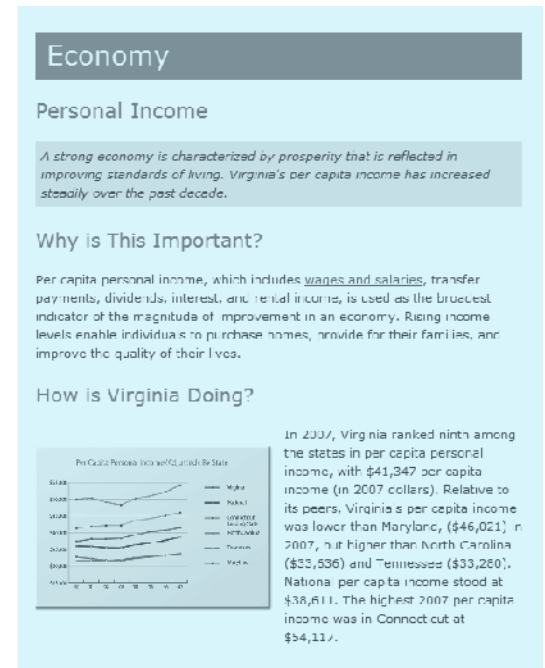 Economy
Personal Income
A strong economy is characterized by prosperity that is reflected in
improving standards of living. Virginia's per capita income has increased
steadily over the past decade.
Why is This Important?
Per capita personal income, which includes wages and salaries, transfer
payments, dividends, interest, and rental income, is used as the broadest
indicator of the magnitude of improvement in an economy. Rising income
levels enable individuals to purchase homes, provide for their families, and
improve the quality of their lives.
How is Virginia Doing?
In 2007, Virginia ranked ninth among
the states in per capita personal
income, with $41,347 per capita
income (in 2007 dollars). Relative to
its peers, Virginia's per capita income
was lower than Maryland, ($46,021) in
2007, but higher than North Carolina
($33,636) and Tennessee ($33,280).
National per capita income stood at
$38,611. The highest 2007 per capita
income was in Connecticut at
$54,117.
Per Capita Personal Income By State
Virginia
National
Connecticut
Leading State
North Carolina
Tennessee
Maryland